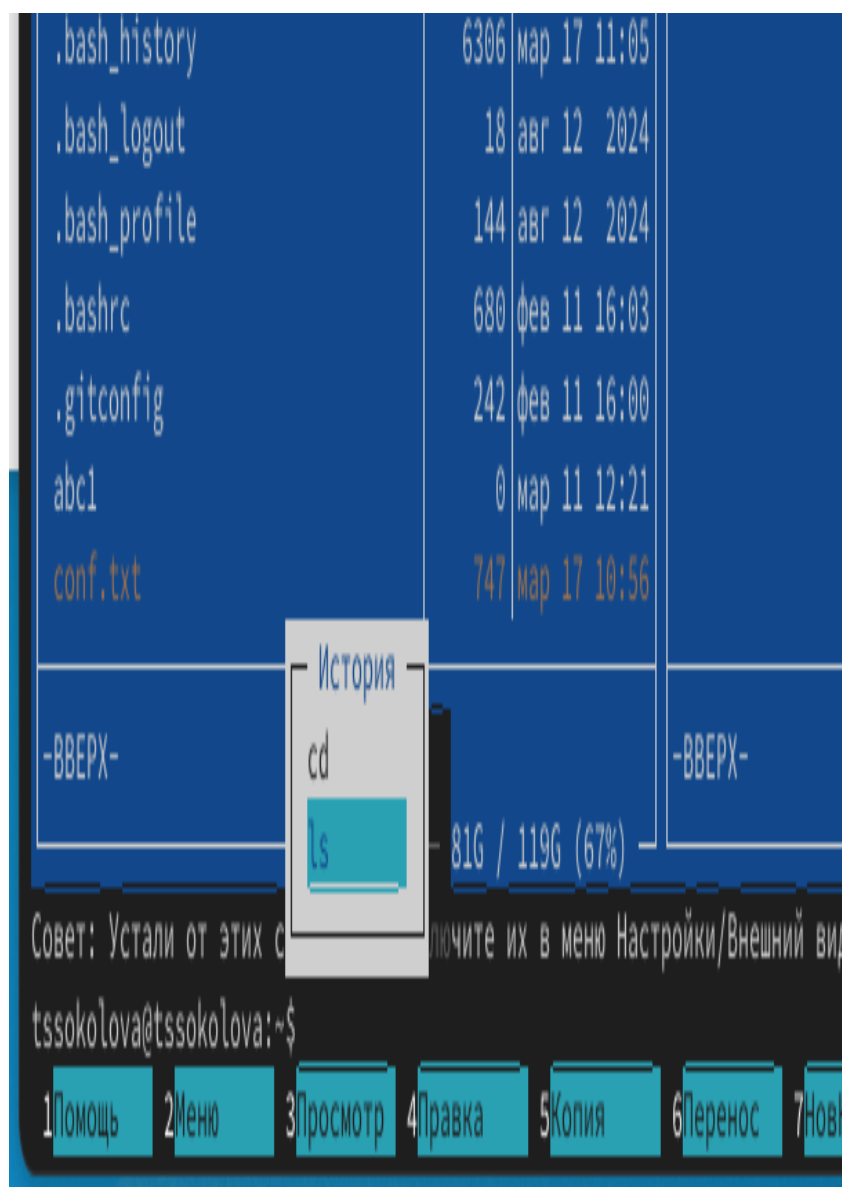 .bash_history 6306 мар 17 11:05
.bash_logout 18 авг 12 2024
.bash_profile 144 авг 12 2024
.bashrc 680 фев 11 16:03
.gitconfig 242 фев 11 16:00
abc1 0 мар 11 12:21
conf.txt 747 мар 17 10:56
История
-ВВЕРХ- cd -ВВЕРХ-
ls 81G / 119G (67%)
Совет: Устали от этих с лючите их в меню Настройки/Внешний вид
tssokolova@tssokolova:~$
1Помощь 2Меню 3Просмотр 4Правка 5Копия 6Перенос 7Нов